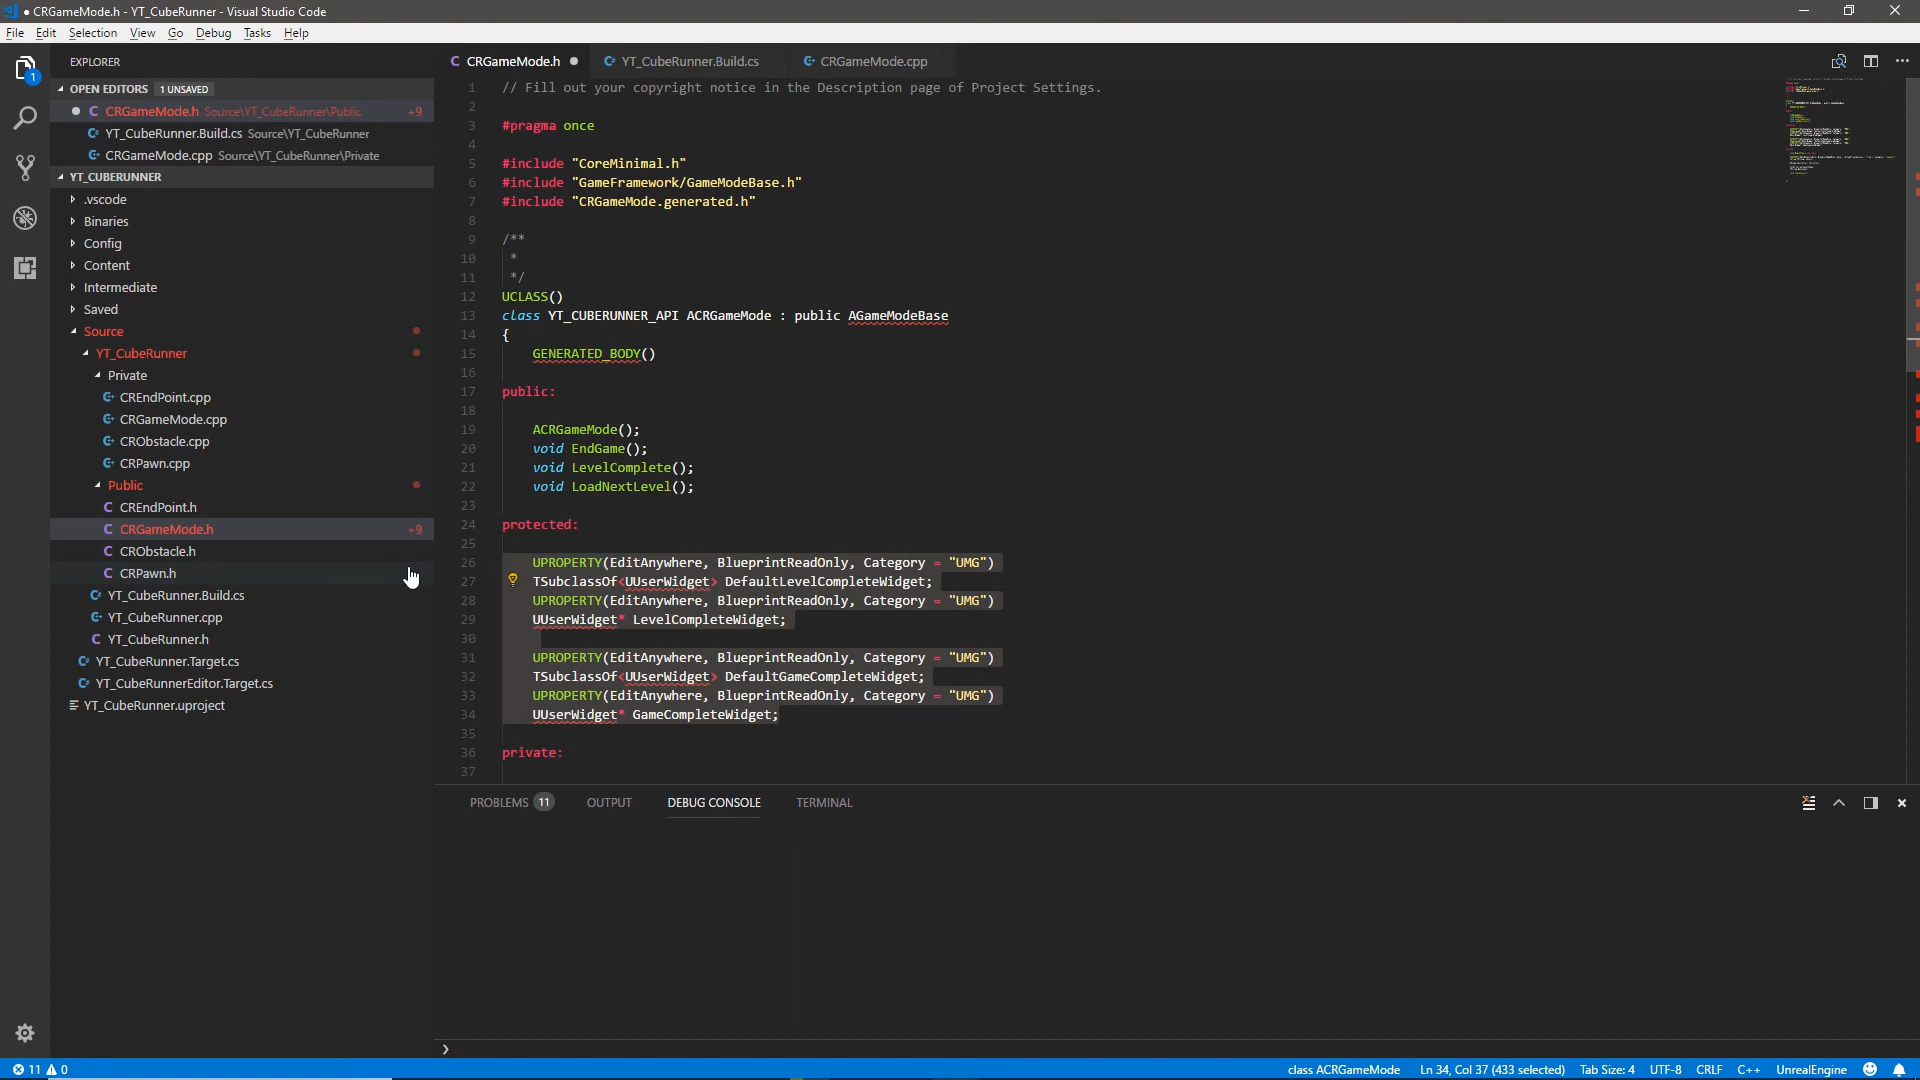 ● CRGameMode.h - YT_CubeRunner - Visual Studio Code
File Edit Selection View Go Debug Tasks Help
EXPLORER
OPEN EDITORS 1 UNSAVED
CRGameMode.h Source\YT_CubeRunner\Public +9
YT_CubeRunner.Build.cs Source\YT_CubeRunner
CRGameMode.cpp Source\YT_CubeRunner\Private
YT_CUBERUNNER
.vscode
Binaries
Config
Content
Intermediate
Saved
Source
YT_CubeRunner
Private
CREndPoint.cpp
CRGameMode.cpp
CRObstacle.cpp
CRPawn.cpp
Public
CREndPoint.h
CRGameMode.h +9
CRObstacle.h
CRPawn.h
YT_CubeRunner.Build.cs
YT_CubeRunner.cpp
YT_CubeRunner.h
YT_CubeRunner.Target.cs
YT_CubeRunnerEditor.Target.cs
YT_CubeRunner.uproject
1
CRGameMode.h YT_CubeRunner.Build.cs CRGameMode.cpp
1 // Fill out your copyright notice in the Description page of Project Settings.
2
3 #pragma once
4
5 #include "CoreMinimal.h"
6 #include "GameFramework/GameModeBase.h"
7 #include "CRGameMode.generated.h"
8
9 /**
10 *
11 */
12 UCLASS()
13 class YT_CUBERUNNER_API ACRGameMode : public AGameModeBase
14 {
15 GENERATED_BODY()
16
17 public:
18
19 ACRGameMode();
20 void EndGame();
21 void LevelComplete();
22 void LoadNextLevel();
23
24 protected:
25
26 UPROPERTY(EditAnywhere, BlueprintReadOnly, Category = "UMG")
27 TSubclassOf<UUserWidget> DefaultLevelCompleteWidget;
28 UPROPERTY(EditAnywhere, BlueprintReadOnly, Category = "UMG")
29 UUserWidget* LevelCompleteWidget;
30
31 UPROPERTY(EditAnywhere, BlueprintReadOnly, Category = "UMG")
32 TSubclassOf<UUserWidget> DefaultGameCompleteWidget;
33 UPROPERTY(EditAnywhere, BlueprintReadOnly, Category = "UMG")
34 UUserWidget* GameCompleteWidget;
35
36 private:
37
PROBLEMS 11 OUTPUT DEBUG CONSOLE TERMINAL
11 0 class ACRGameMode Ln 34, Col 37 (433 selected) Tab Size: 4 UTF-8 CRLF C++ UnrealEngine